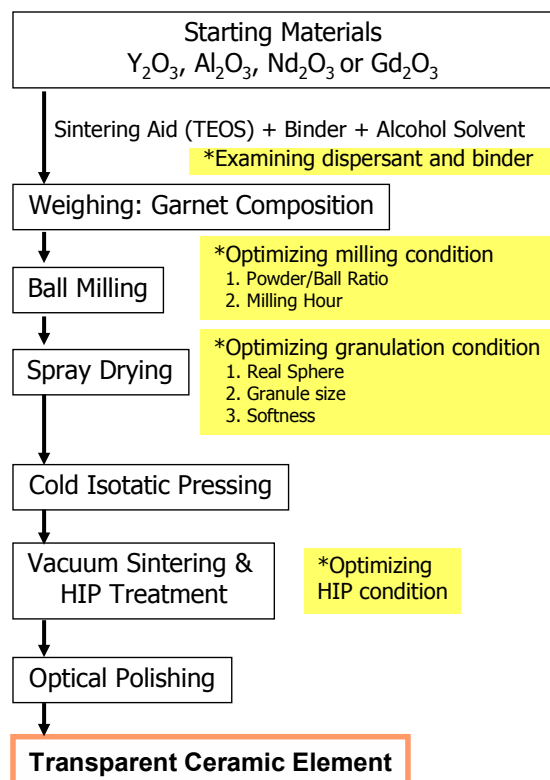 Starting Materials
Y₂O₃, Al₂O₃, Nd₂O₃ or Gd₂O₃
Sintering Aid (TEOS) + Binder + Alcohol Solvent
*Examining dispersant and binder
Weighing: Garnet Composition
*Optimizing milling condition
1. Powder/Ball Ratio
2. Milling Hour
Ball Milling
*Optimizing granulation condition
1. Real Sphere
2. Granule size
3. Softness
Spray Drying
Cold Isotatic Pressing
Vacuum Sintering &
HIP Treatment
*Optimizing
HIP condition
Optical Polishing
Transparent Ceramic Element